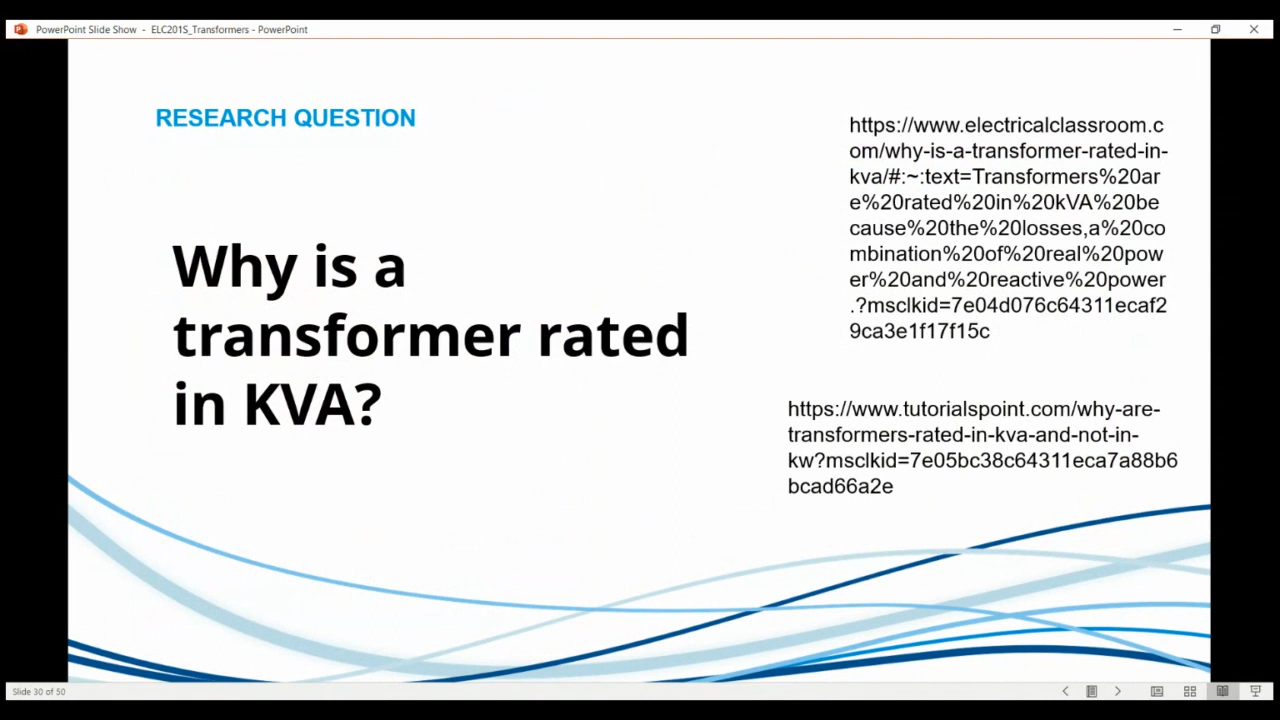 PowerPoint Slide Show - ELC201S_Transformers - PowerPoint
RESEARCH QUESTION
Why is a
transformer rated
in KVA?
https://www.electricalclassroom.c
om/why-is-a-transformer-rated-in-
kva/#:~:text=Transformers%20ar
e%20rated%20in%20kVA%20be
cause%20the%20losses,a%20co
mbination%20of%20real%20pow
er%20and%20reactive%20power
.?msclkid=7e04d076c64311ecaf2
9ca3e1f17f15c
https://www.tutorialspoint.com/why-are-
transformers-rated-in-kva-and-not-in-
kw?msclkid=7e05bc38c64311eca7a88b6
bcad66a2e
Slide 30 of 50